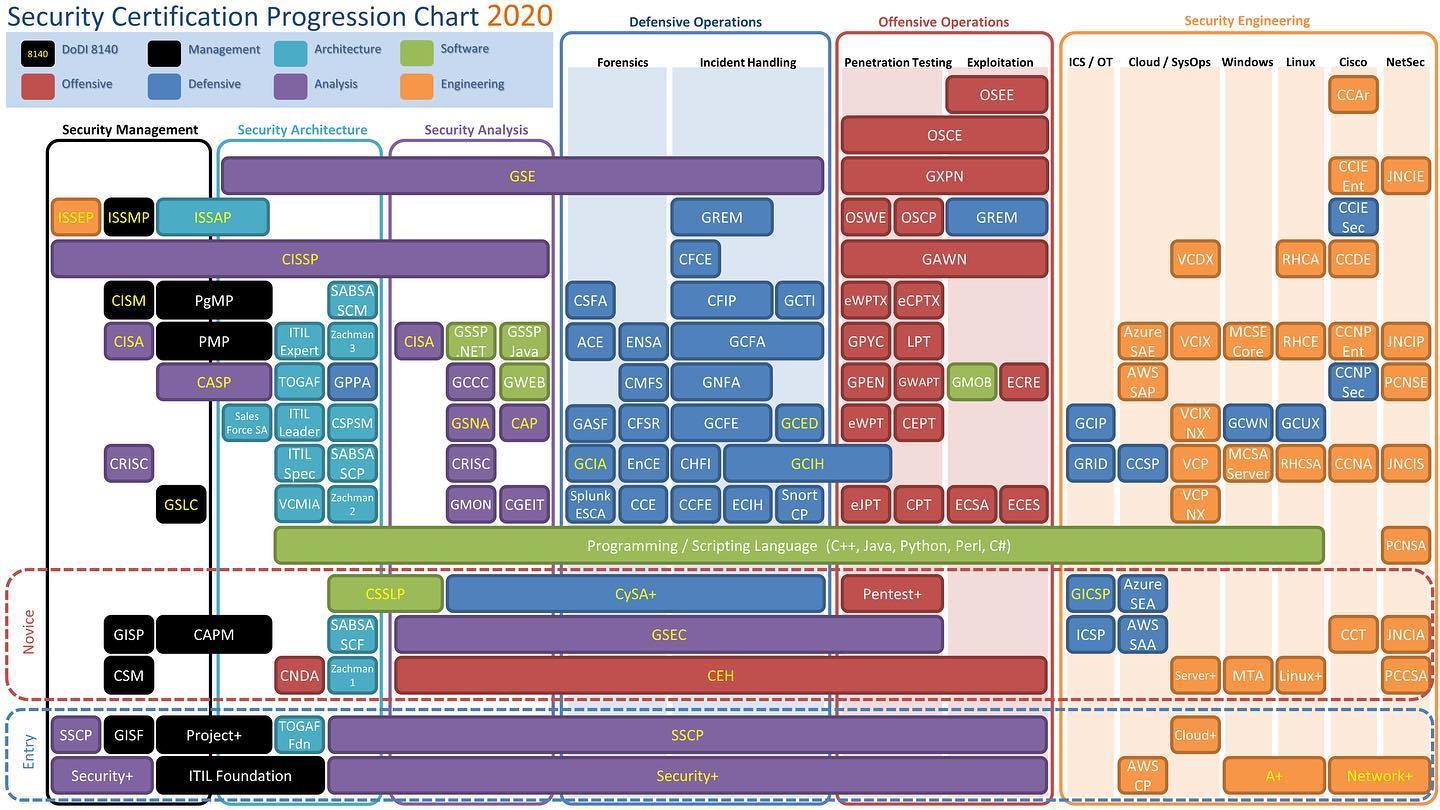 Security Certification Progression Chart 2020
8140 DoDI 8140 Management Architecture Software
Offensive Defensive Analysis Engineering
Defensive Operations Offensive Operations Security Engineering
Forensics Incident Handling Penetration Testing Exploitation ICS / OT Cloud / SysOps Windows Linux Cisco NetSec
Security Management Security Architecture Security Analysis
OSEE CCAr
OSCE
GSE GXPN CCIE Ent JNCIE
ISSEP ISSMP ISSAP GREM OSWE OSCP GREM CCIE Sec
CISSP CFCE GAWN VCDX RHCA CCDE
CISM PgMP SABSA SCM CSFA CFIP GCTI eWPTX eCPTX
CISA PMP ITIL Expert Zachman 3 CISA GSSP .NET GSSP Java ACE ENSA GCFA GPYC LPT Azure SAE VCIX MCSE Core RHCE CCNP Ent JNCIP
CASP TOGAF GPPA GCCC GWEB CMFS GNFA GPEN GWAPT GMOB ECRE AWS SAP CCNP Sec PCNSE
Sales Force SA ITIL Leader CSPSM GSNA CAP GASF CFSR GCFE GCED eWPT CEPT GCIP VCIX NX GCWN GCUX
CRISC ITIL Spec SABSA SCP CRISC GCIA EnCE CHFI GCIH GRID CCSP VCP MCSA Server RHCSA CCNA JNCIS
GSLC VCMIA Zachman 2 GMON CGEIT Splunk ESCA CCE CCFE ECIH Snort CP eJPT CPT ECSA ECES VCP NX
Programming / Scripting Language (C++, Java, Python, Perl, C#) PCNSA
Novice
CSSLP CySA+ Pentest+ GICSP Azure SEA
GISP CAPM SABSA SCF GSEC ICSP AWS SAA CCT JNCIA
CSM CNDA Zachman 1 CEH Server+ MTA Linux+ PCCSA
Entry
SSCP GISF Project+ TOGAF Fdn SSCP Cloud+
Security+ ITIL Foundation Security+ AWS CP A+ Network+